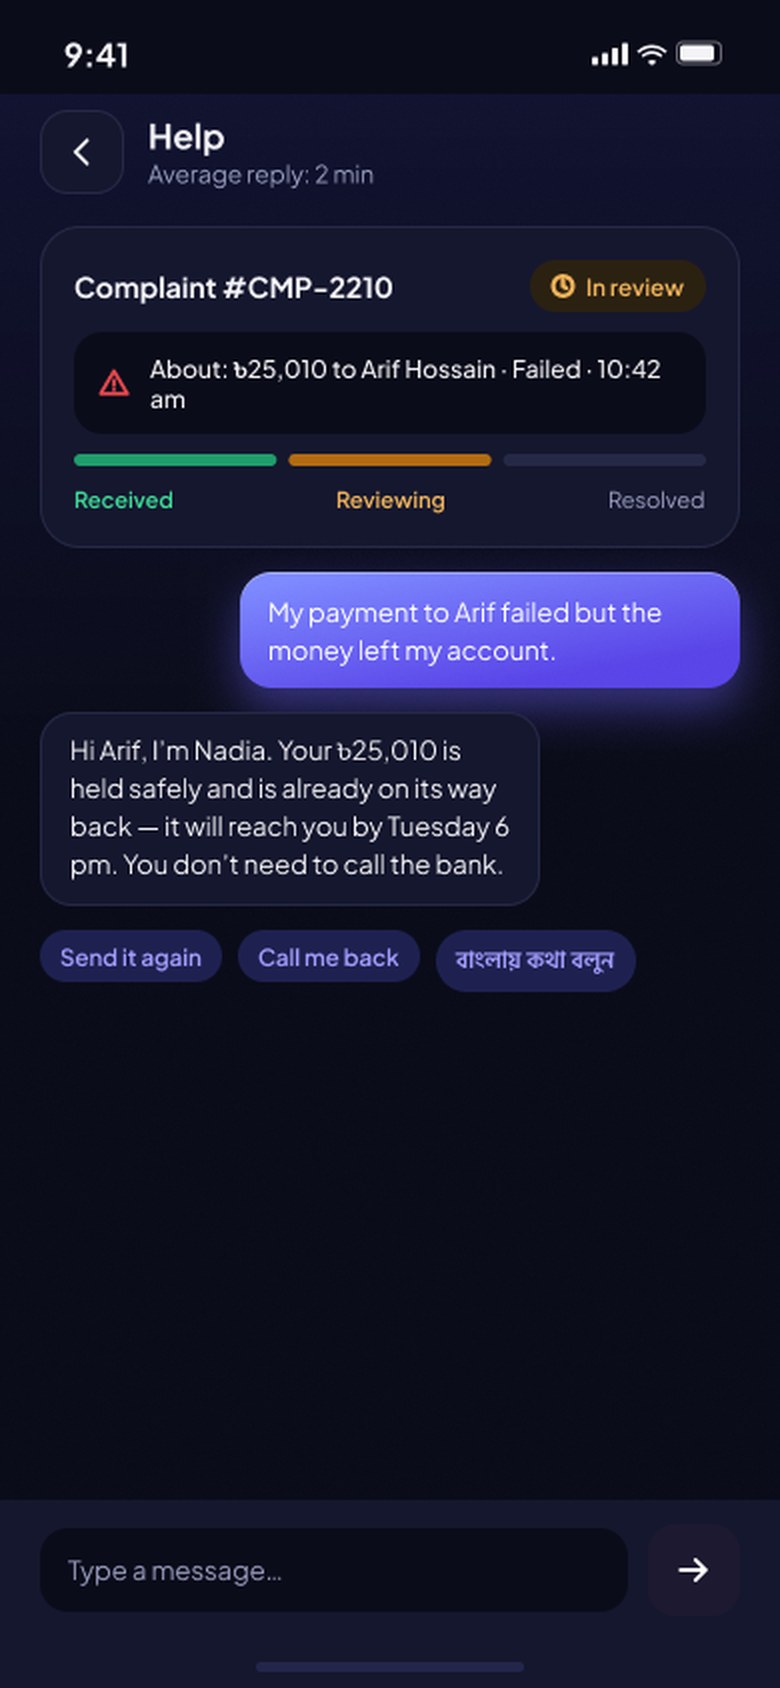 9:41
Help
Average reply: 2 min
Complaint #CMP-2210
In review
About: ৳25,010 to Arif Hossain · Failed · 10:42
am
Received
Reviewing
Resolved
My payment to Arif failed but the
money left my account.
Hi Arif, I'm Nadia. Your ৳25,010 is
held safely and is already on its way
back — it will reach you by Tuesday 6
pm. You don't need to call the bank.
Send it again
Call me back
বাংলায় কথা বলুন
Type a message...